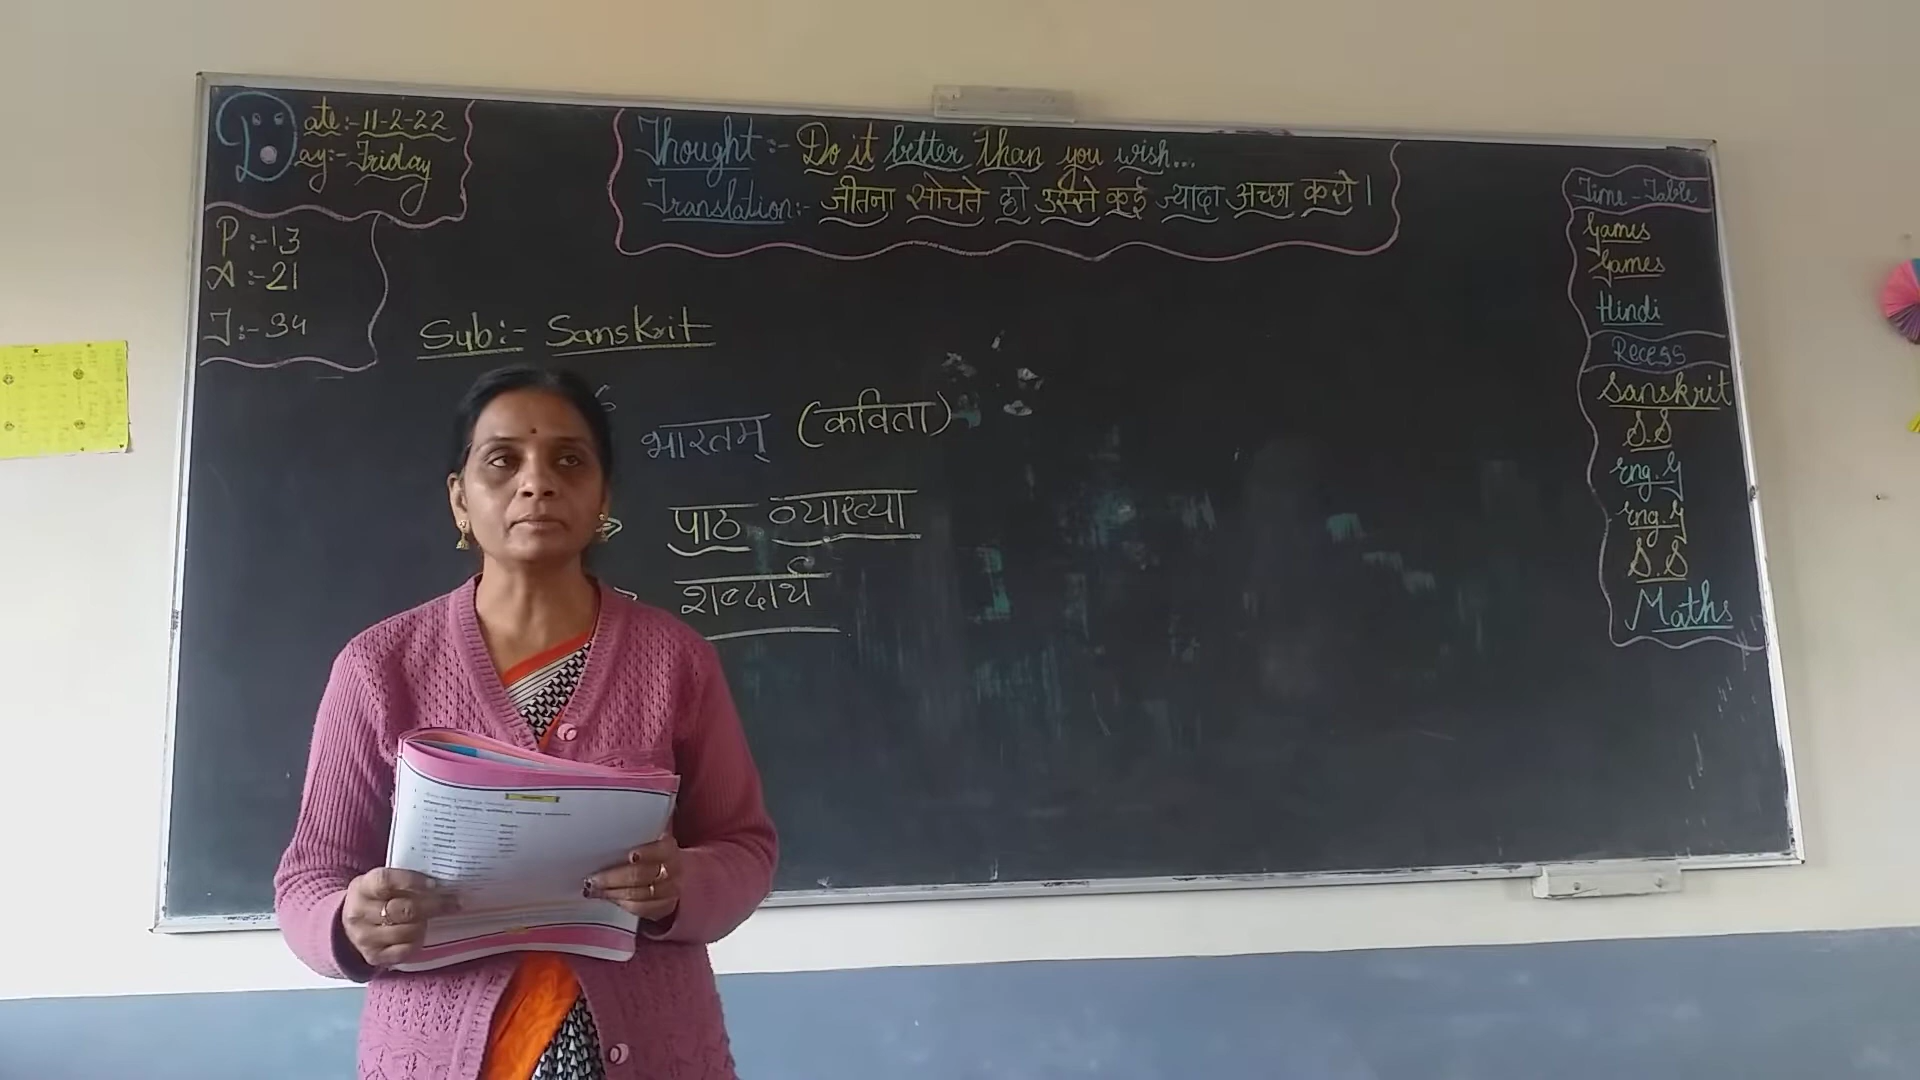 Date:- 11-2-22
Day:- Friday
P :- 13
A :- 21
T :- 34
Thought :- Do it better than you wish...
Translation:- जीतना सोचते हो उससे कई ज्यादा अच्छा करो।
Sub:- Sanskrit
6
भारतम् (कविता)
⇒ पाठ व्याख्या
शब्दार्थ
Time-Table
Games
Games
Hindi
Recess
Sanskrit
S.S
Eng. G
Eng. G
S.S
Maths